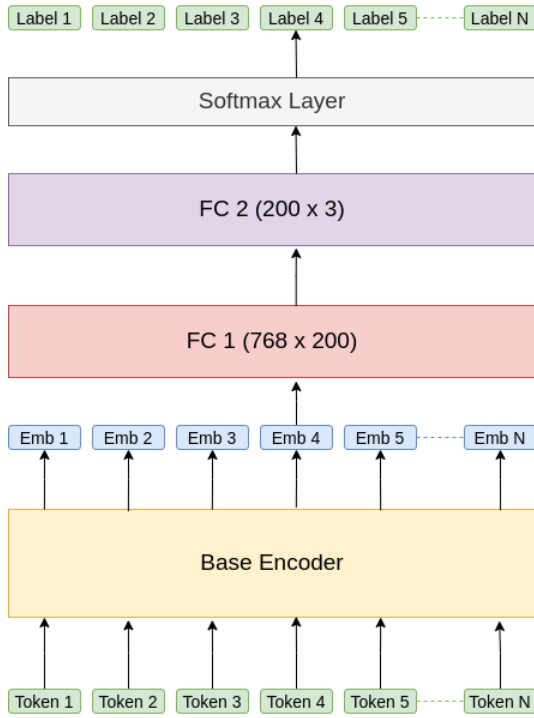 Label 1 Label 2 Label 3 Label 4 Label 5 Label N
Softmax Layer
FC 2 (200 x 3)
FC 1 (768 x 200)
Emb 1 Emb 2 Emb 3 Emb 4 Emb 5 Emb N
Base Encoder
Token 1 Token 2 Token 3 Token 4 Token 5 Token N